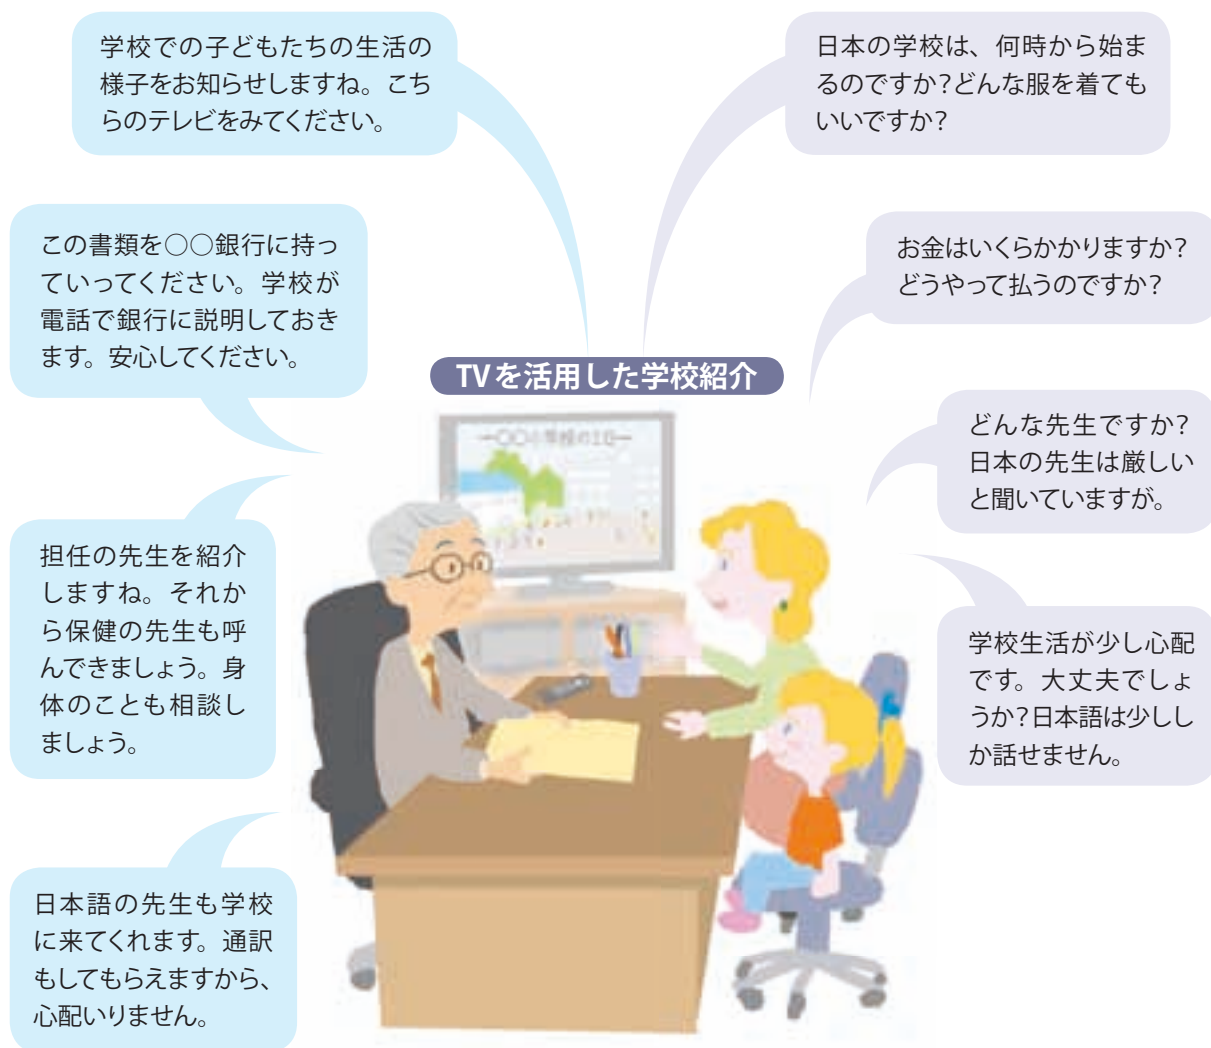 学校での子どもたちの生活の
様子をお知らせしますね。こち
らのテレビをみてください。
日本の学校は、何時から始ま
るのですか？どんな服を着ても
いいですか？
この書類を〇〇銀行に持っ
ていってください。学校が
電話で銀行に説明しておき
ます。安心してください。
お金はいくらかかりますか？
どうやって払うのですか？
TVを活用した学校紹介
どんな先生ですか？
日本の先生は厳しい
と聞いていますが。
ー〇〇小学校の1日ー
担任の先生を紹介
しますね。それか
ら保健の先生も呼
んできましょう。身
体のことも相談し
ましょう。
学校生活が少し心配
です。大丈夫でしょ
うか？日本語は少しし
か話せません。
日本語の先生も学校
に来てくれます。通訳
もしてもらえますから、
心配いりません。